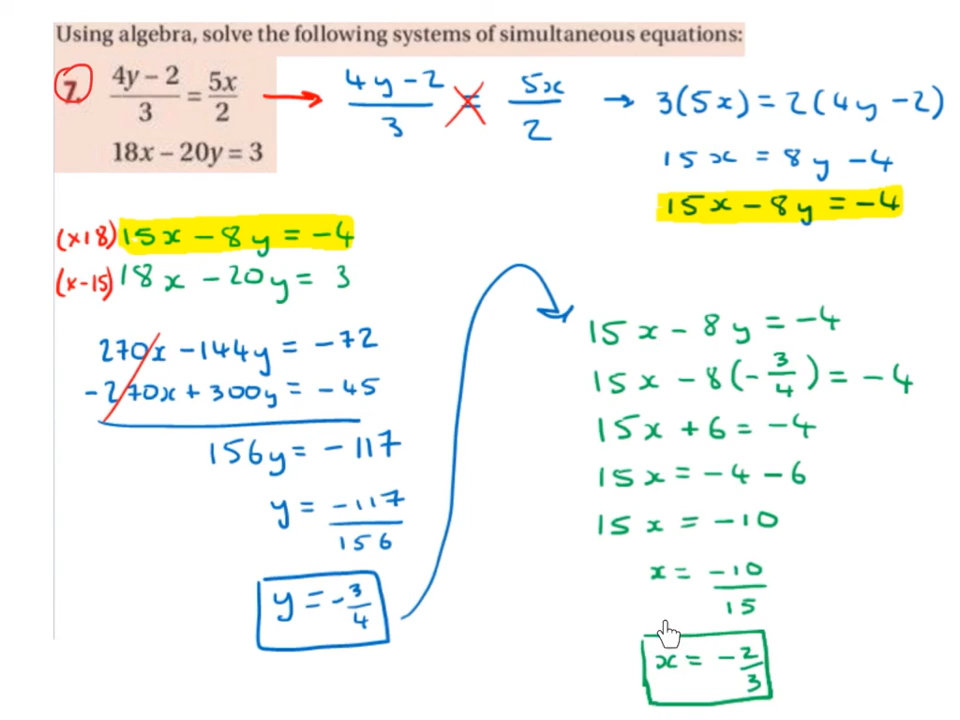 Using algebra, solve the following systems of simultaneous equations:
7. (4y – 2)/3 = 5x/2
18x – 20y = 3
(4y – 2)/3 = 5x/2 → 3(5x) = 2(4y – 2)
15x = 8y – 4
15x – 8y = –4
(×18) 15x – 8y = –4
(×-15) 18x – 20y = 3
270x – 144y = –72
–270x + 300y = –45
156y = –117
y = –117/156
y = –3/4
15x – 8y = –4
15x – 8(–3/4) = –4
15x + 6 = –4
15x = –4 – 6
15x = –10
x = –10/15
x = –2/3